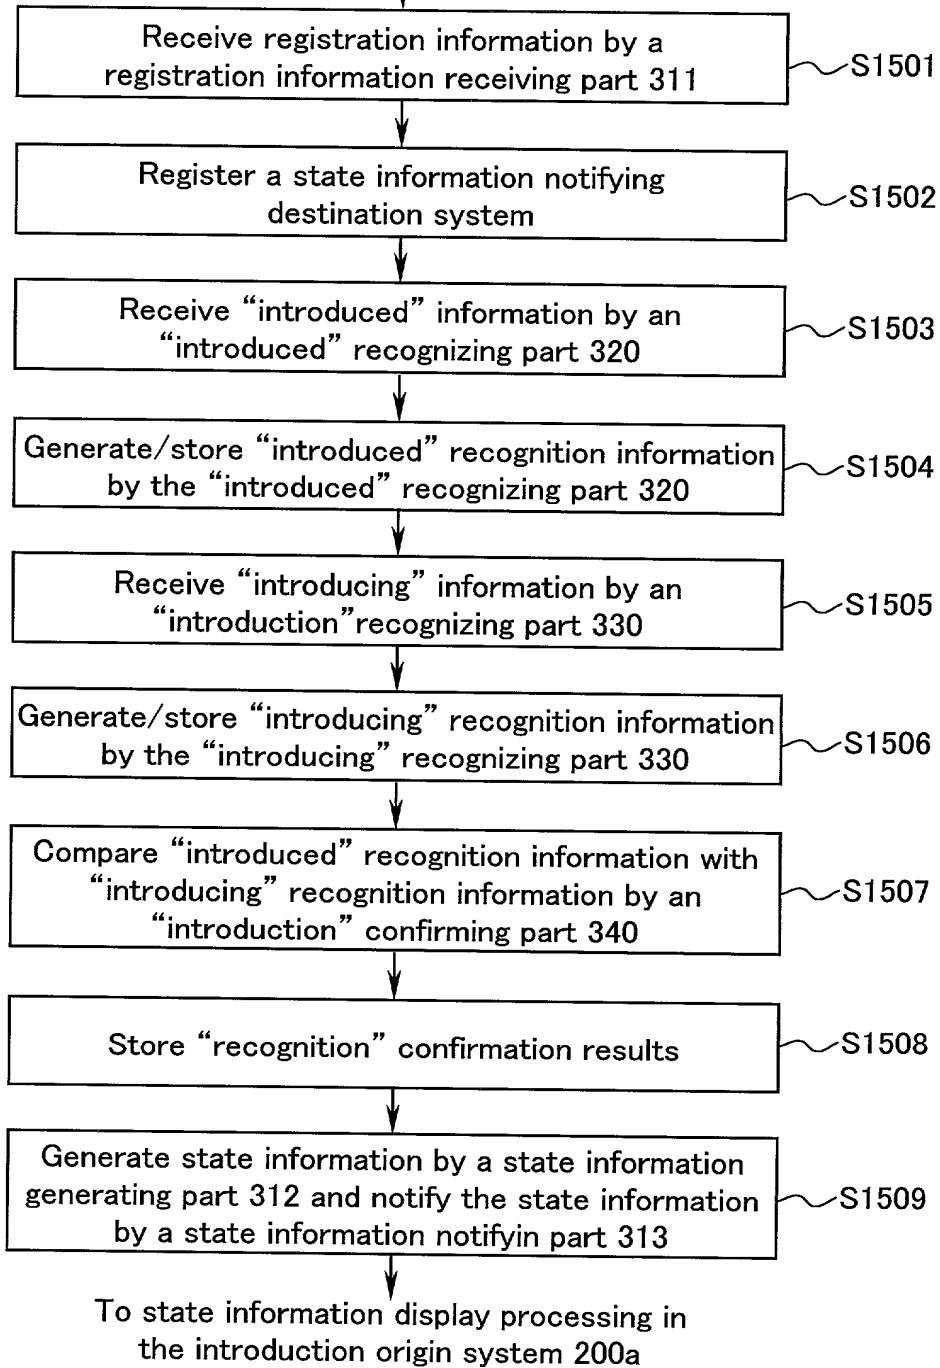 Receive registration information by a
registration information receiving part 311
S1501
Register a state information notifying
destination system
S1502
Receive “introduced” information by an
“introduced” recognizing part 320
S1503
Generate/store “introduced” recognition information
by the “introduced” recognizing part 320
S1504
Receive “introducing” information by an
“introduction”recognizing part 330
S1505
Generate/store “introducing” recognition information
by the “introducing” recognizing part 330
S1506
Compare “introduced” recognition information with
“introducing” recognition information by an
“introduction” confirming part 340
S1507
Store “recognition” confirmation results
S1508
Generate state information by a state information
generating part 312 and notify the state information
by a state information notifyin part 313
S1509
To state information display processing in
the introduction origin system 200a